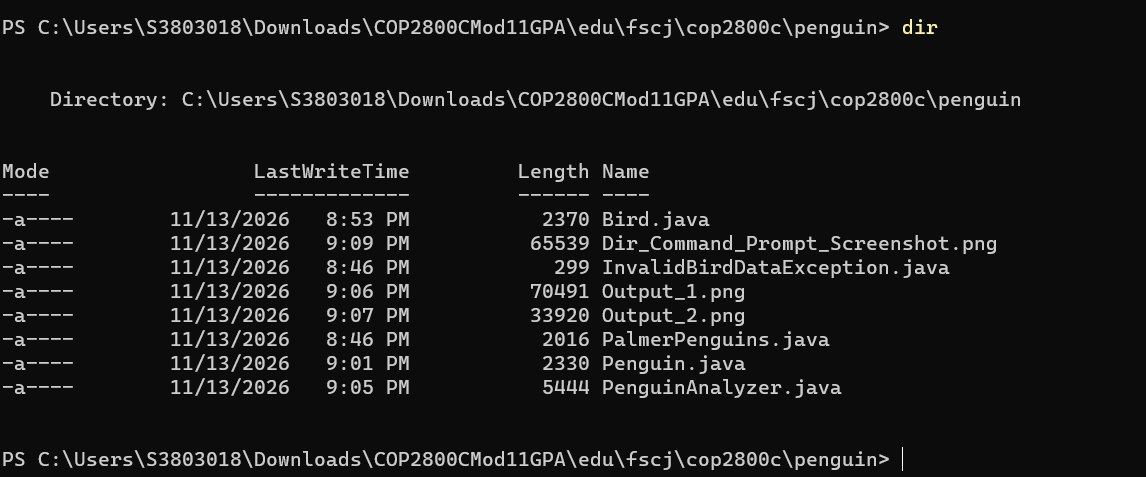 PS C:\Users\S3803018\Downloads\COP2800CMod11GPA\edu\fscj\cop2800c\penguin> dir
Directory: C:\Users\S3803018\Downloads\COP2800CMod11GPA\edu\fscj\cop2800c\penguin
Mode                 LastWriteTime         Length Name
----                 -------------         ------ ----
-a----        11/13/2026   8:53 PM           2370 Bird.java
-a----        11/13/2026   9:09 PM          65539 Dir_Command_Prompt_Screenshot.png
-a----        11/13/2026   8:46 PM            299 InvalidBirdDataException.java
-a----        11/13/2026   9:06 PM          70491 Output_1.png
-a----        11/13/2026   9:07 PM          33920 Output_2.png
-a----        11/13/2026   8:46 PM           2016 PalmerPenguins.java
-a----        11/13/2026   9:01 PM           2330 Penguin.java
-a----        11/13/2026   9:05 PM           5444 PenguinAnalyzer.java
PS C:\Users\S3803018\Downloads\COP2800CMod11GPA\edu\fscj\cop2800c\penguin>